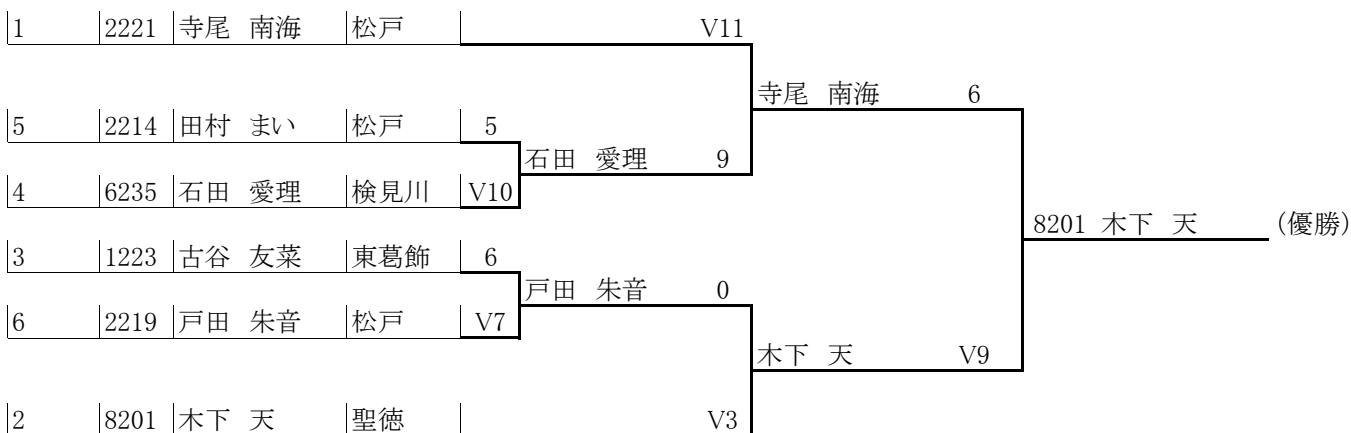 1 2221 寺尾 南海 松戸 V11
寺尾 南海 6
5 2214 田村 まい 松戸 5
石田 愛理 9
4 6235 石田 愛理 検見川 V10
8201 木下 天 (優勝)
3 1223 古谷 友菜 東葛飾 6
戸田 朱音 0
6 2219 戸田 朱音 松戸 V7
木下 天 V9
2 8201 木下 天 聖徳 V3